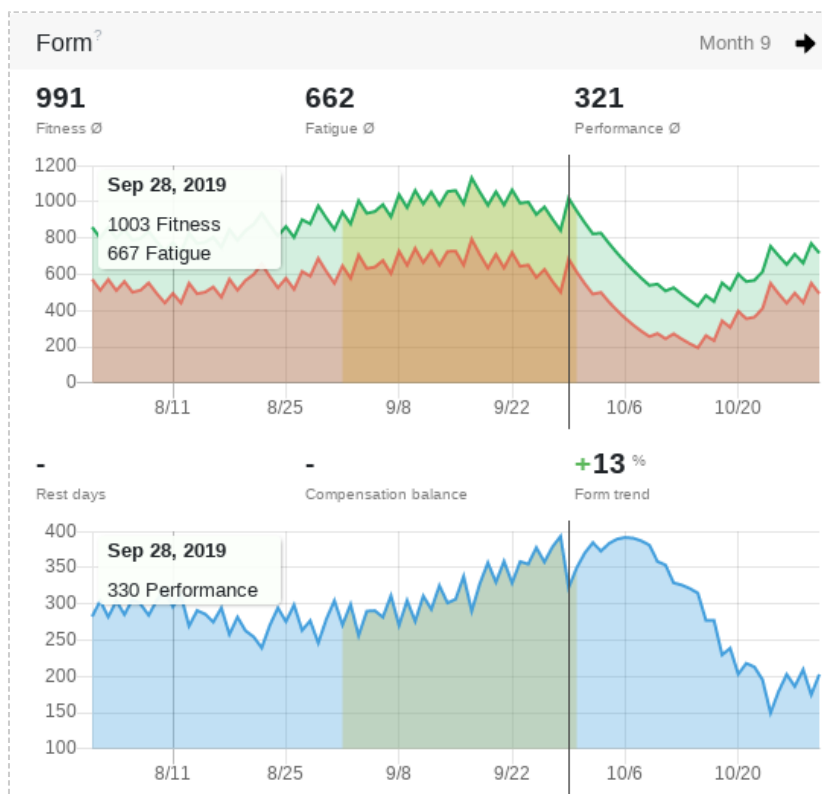 Form?
Month 9
991 662 321
Fitness Ø Fatigue Ø Performance Ø
1200
1000
800
600
400
200
0
Sep 28, 2019
1003 Fitness
667 Fatigue
8/11 8/25 9/8 9/22 10/6 10/20
- - +13 %
Rest days Compensation balance Form trend
400
350
300
250
200
150
100
Sep 28, 2019
330 Performance
8/11 8/25 9/8 9/22 10/6 10/20